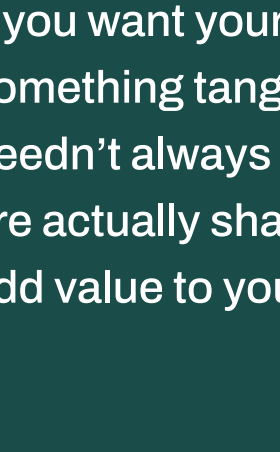 you want your
omething tang
eedn’t always
re actually sha
dd value to you